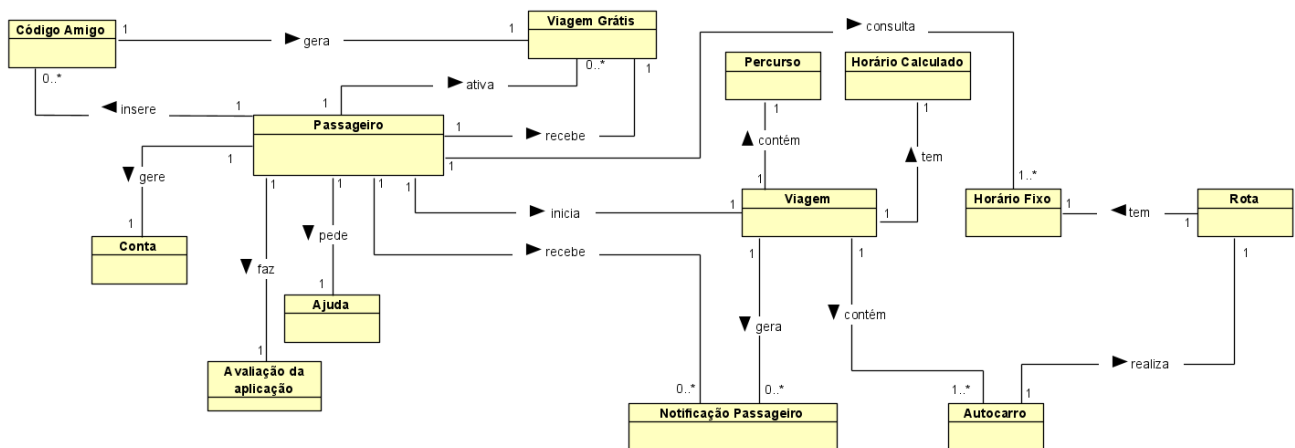 Código Amigo
1
gera
1
Viagem Grátis
0..*
0..*
1
consulta
Percurso
Horário Calculado
ativa
insere
1
1
Passageiro
1
recebe
1
1
contêm
tem
1
1
gere
1
1
1
1
1
1
1..*
inicia
1
Viagem
1
Horário Fixo
1
tem
1
Rota
1
Conta
pede
recebe
1
1
1
faz
1
Ajuda
gera
contêm
1
Avaliação da
aplicação
realiza
0..*
0..*
1..*
1
Notificação Passageiro
Autocarro